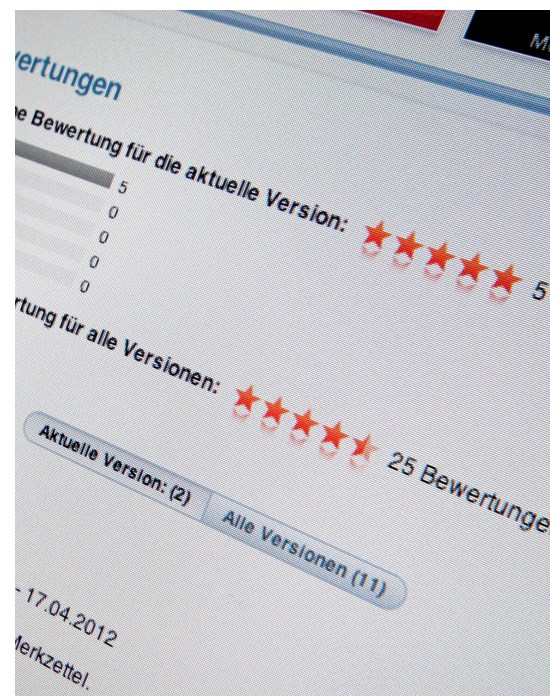 Me
ertungen
e Bewertung für die aktuelle Version: 5
5
0
0
0
0
rtung für alle Versionen: 25 Bewertunge
Aktuelle Version: (2) Alle Versionen (11)
- 17.04.2012
Merkzettel.